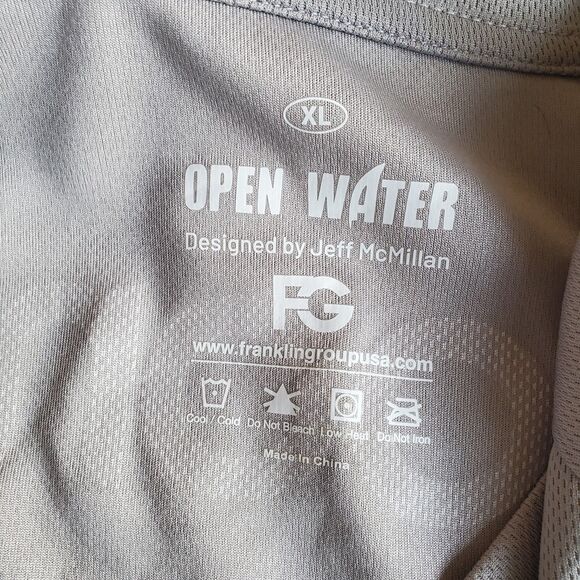 XL
OPEN WATER
Designed by Jeff McMillan
FG
www.franklingroupusa.com
Cool / Cold Do Not Bleach Low Heat Do Not Iron
Made In China